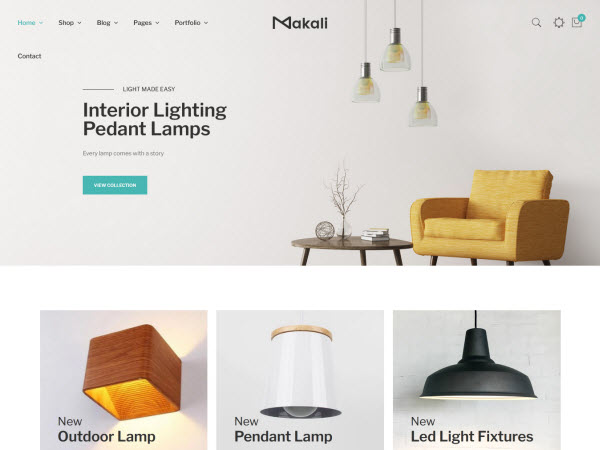 Home Shop Blog Pages Portfolio
Makali
0
Contact
LIGHT MADE EASY
Interior Lighting
Pedant Lamps
Every lamp comes with a story
VIEW COLLECTION
New
Outdoor Lamp
New
Pendant Lamp
New
Led Light Fixtures